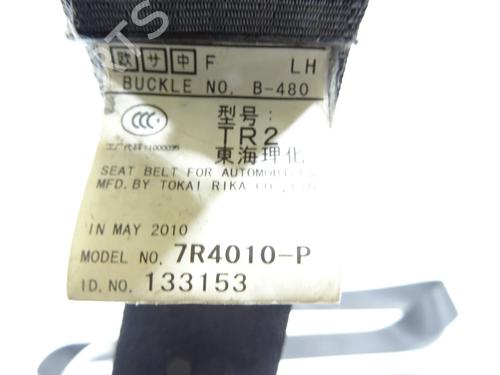 欧 サ 中 F LH
BUCKLE NO. B-480
CCC
型号:
TR2
東海理化
SEAT BELT FOR AUTOMOBILES
MFD. BY TOKAI RIKA CO., LTD
IN MAY 2010
MODEL NO. 7R4010-P
I D. NO. 133153